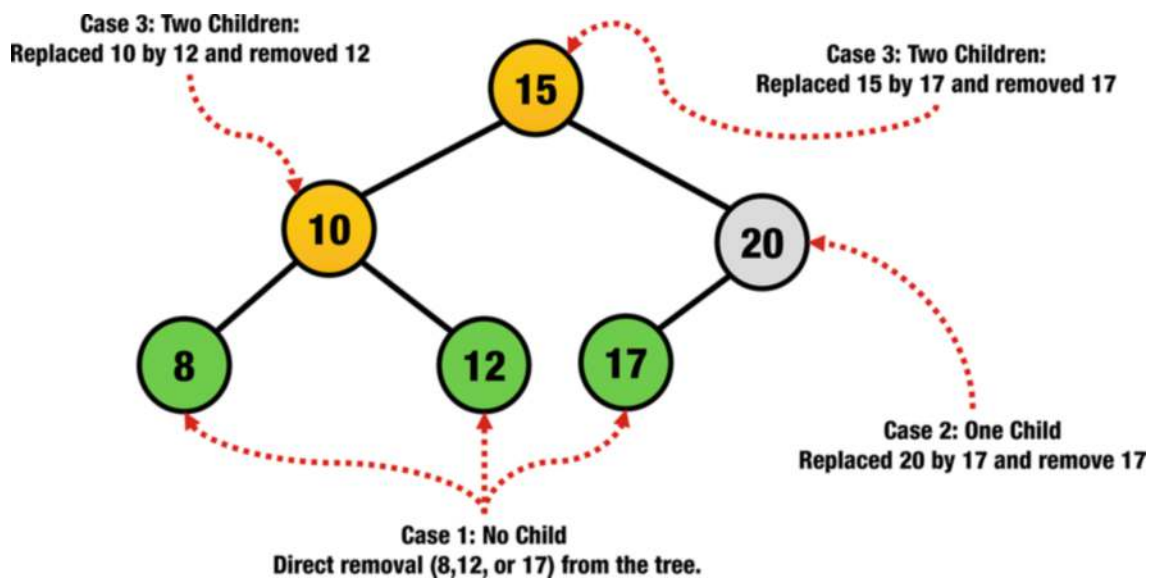 Case 3: Two Children:
Replaced 10 by 12 and removed 12
Case 3: Two Children:
Replaced 15 by 17 and removed 17
15
10
20
8
12
17
Case 2: One Child
Replaced 20 by 17 and remove 17
Case 1: No Child
Direct removal (8,12, or 17) from the tree.